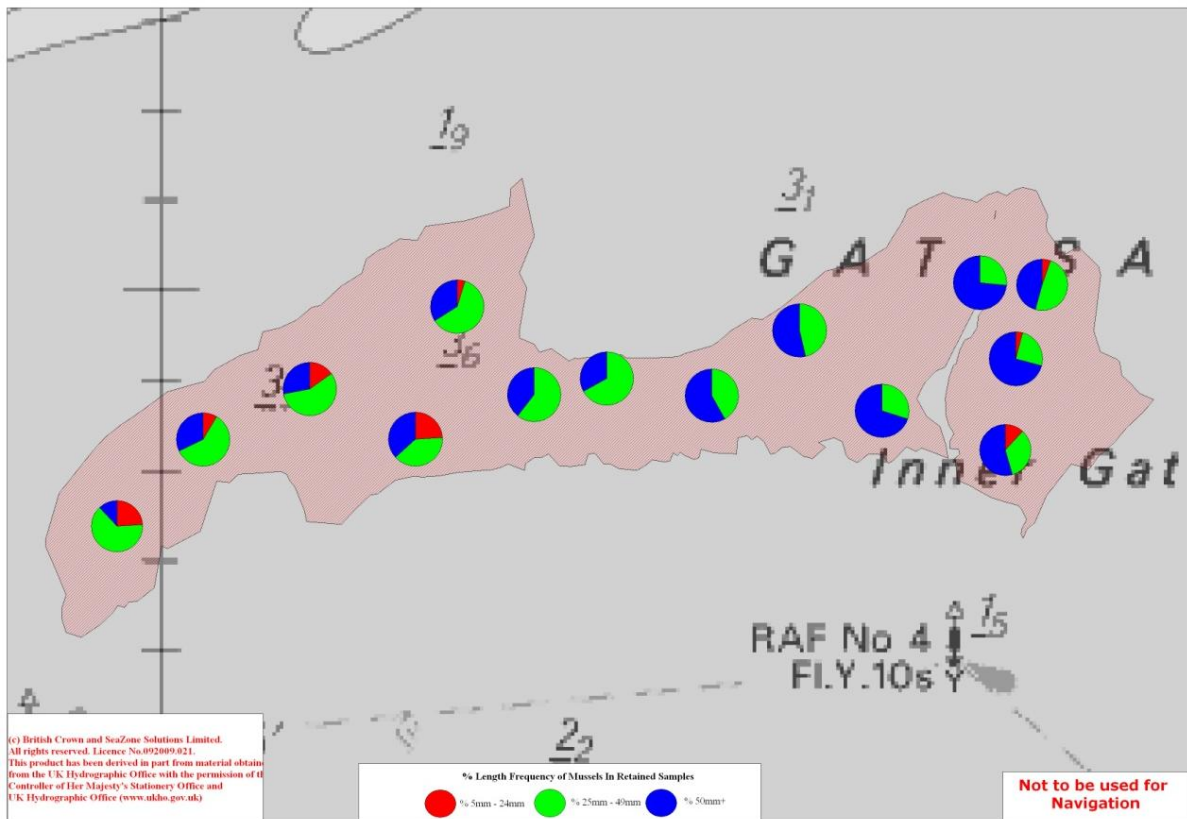 1₉
3₁
GAT SA
3₆
Inner Gat
RAF No 4
Fl.Y.10s
1₅
2₂
(c) British Crown and SeaZone Solutions Limited.
All rights reserved. Licence No.092009.021.
This product has been derived in part from material obtaine
from the UK Hydrographic Office with the permission of th
Controller of Her Majesty's Stationery Office and
UK Hydrographic Office (www.ukho.gov.uk)
% Length Frequency of Mussels In Retained Samples
% 5mm - 24mm
% 25mm - 49mm
% 50mm+
Not to be used for
Navigation